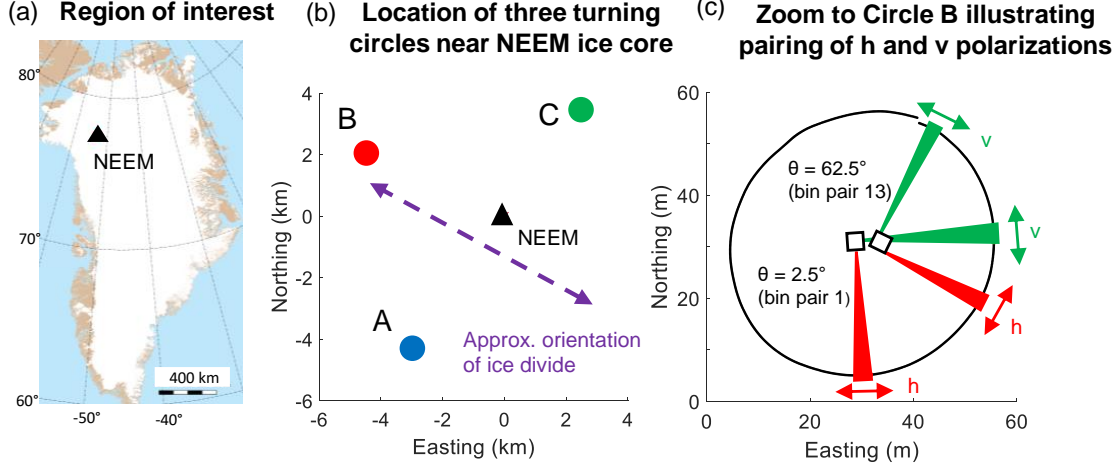 (a) Region of interest
80°
NEEM
70°
60°
-50°
-40°
400 km
(b) Location of three turning
circles near NEEM ice core
4
2
0
-2
-4
-6
-6
-4
-2
0
2
4
Northing (km)
Easting (km)
B
C
NEEM
A
Approx. orientation
of ice divide
(c) Zoom to Circle B illustrating
pairing of h and v polarizations
60
40
20
0
0
20
40
60
Northing (m)
Easting (m)
v
θ = 62.5°
(bin pair 13)
v
θ = 2.5°
(bin pair 1)
h
h